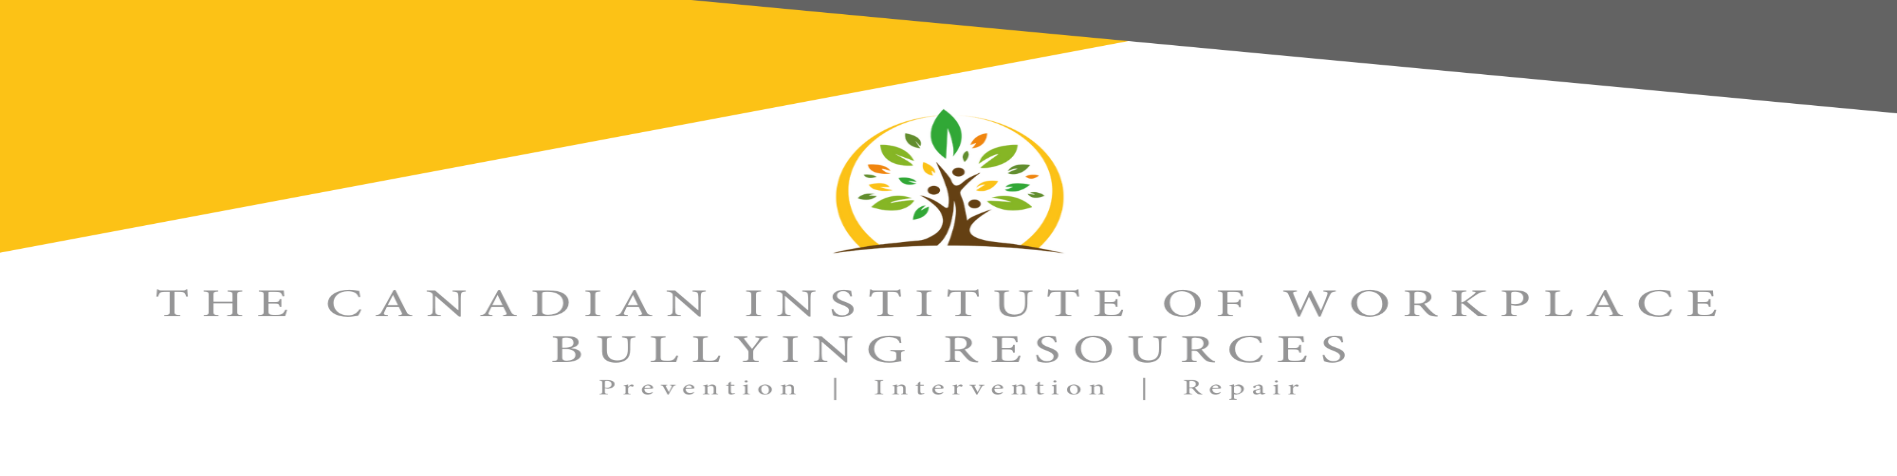 THE CANADIAN INSTITUTE OF WORKPLACE
BULLYING RESOURCES
Prevention | Intervention | Repair